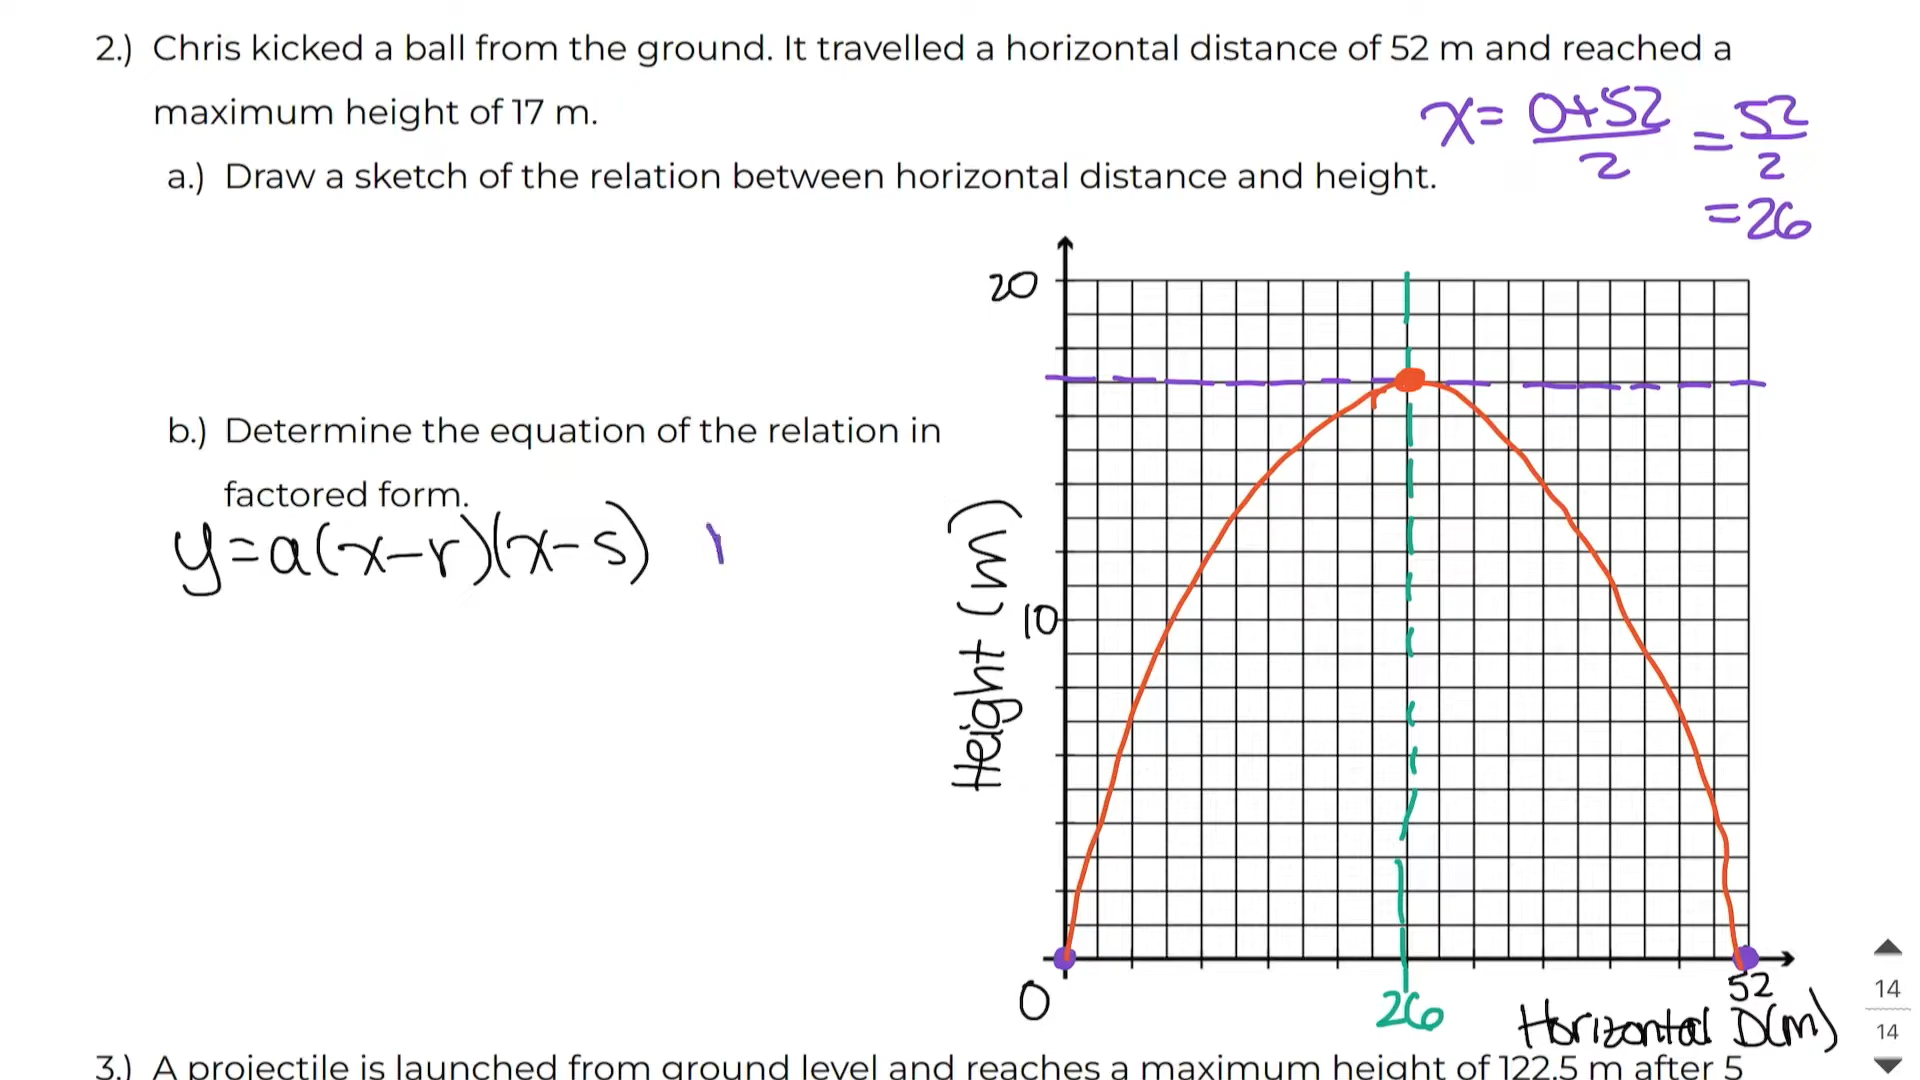 2.) Chris kicked a ball from the ground. It travelled a horizontal distance of 52 m and reached a
maximum height of 17 m.
x = 0+52/2 = 52/2
= 26
a.) Draw a sketch of the relation between horizontal distance and height.
20
b.) Determine the equation of the relation in
factored form.
y=a(x-r)(x-s)
Height (m)
10
0
26
52
Horizontal D(m)
14
14
3.) A projectile is launched from ground level and reaches a maximum height of 122.5 m after 5